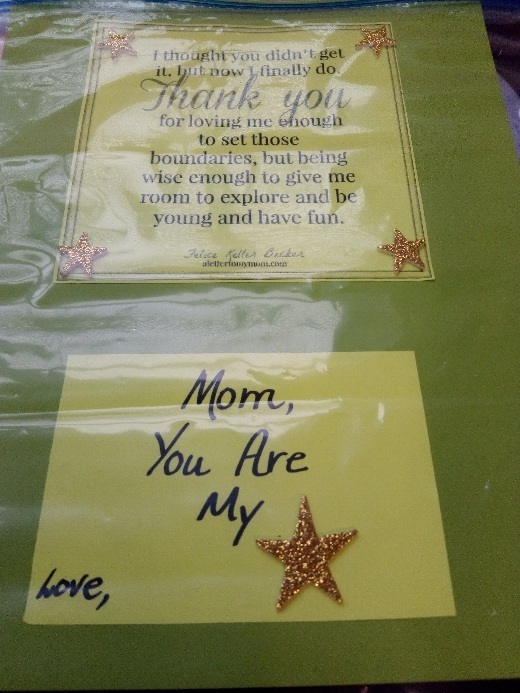 I thought you didn't get
it, but now I finally do.
Thank you
for loving me enough
to set those
boundaries, but being
wise enough to give me
room to explore and be
young and have fun.
Felice Keller Becker
alettertomymom.com
Mom,
You Are
My
Love,